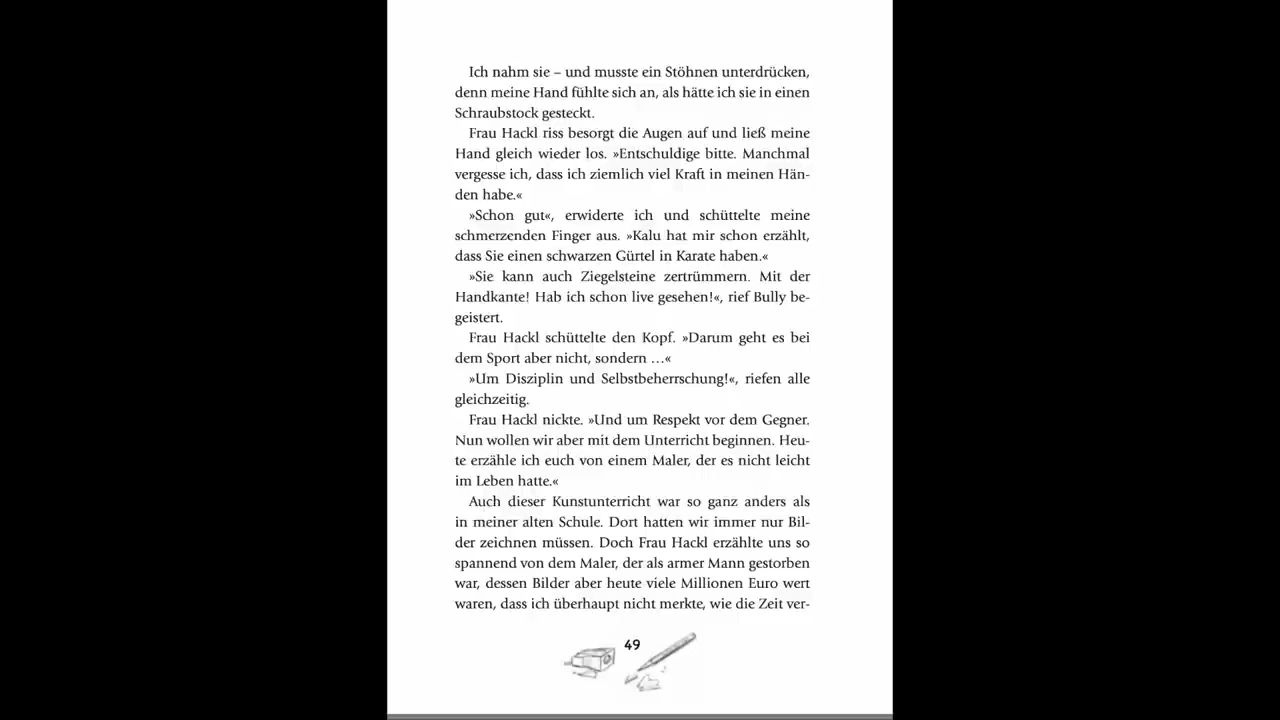 Ich nahm sie – und musste ein Stöhnen unterdrücken,
denn meine Hand fühlte sich an, als hätte ich sie in einen
Schraubstock gesteckt.
Frau Hackl riss besorgt die Augen auf und ließ meine
Hand gleich wieder los. »Entschuldige bitte. Manchmal
vergesse ich, dass ich ziemlich viel Kraft in meinen Hän-
den habe.«
»Schon gut«, erwiderte ich und schüttelte meine
schmerzenden Finger aus. »Kalu hat mir schon erzählt,
dass Sie einen schwarzen Gürtel in Karate haben.«
»Sie kann auch Ziegelsteine zertrümmern. Mit der
Handkante! Hab ich schon live gesehen!«, rief Bully be-
geistert.
Frau Hackl schüttelte den Kopf. »Darum geht es bei
dem Sport aber nicht, sondern …«
»Um Disziplin und Selbstbeherrschung!«, riefen alle
gleichzeitig.
Frau Hackl nickte. »Und um Respekt vor dem Gegner.
Nun wollen wir aber mit dem Unterricht beginnen. Heu-
te erzähle ich euch von einem Maler, der es nicht leicht
im Leben hatte.«
Auch dieser Kunstunterricht war so ganz anders als
in meiner alten Schule. Dort hatten wir immer nur Bil-
der zeichnen müssen. Doch Frau Hackl erzählte uns so
spannend von dem Maler, der als armer Mann gestorben
war, dessen Bilder aber heute viele Millionen Euro wert
waren, dass ich überhaupt nicht merkte, wie die Zeit ver-
49